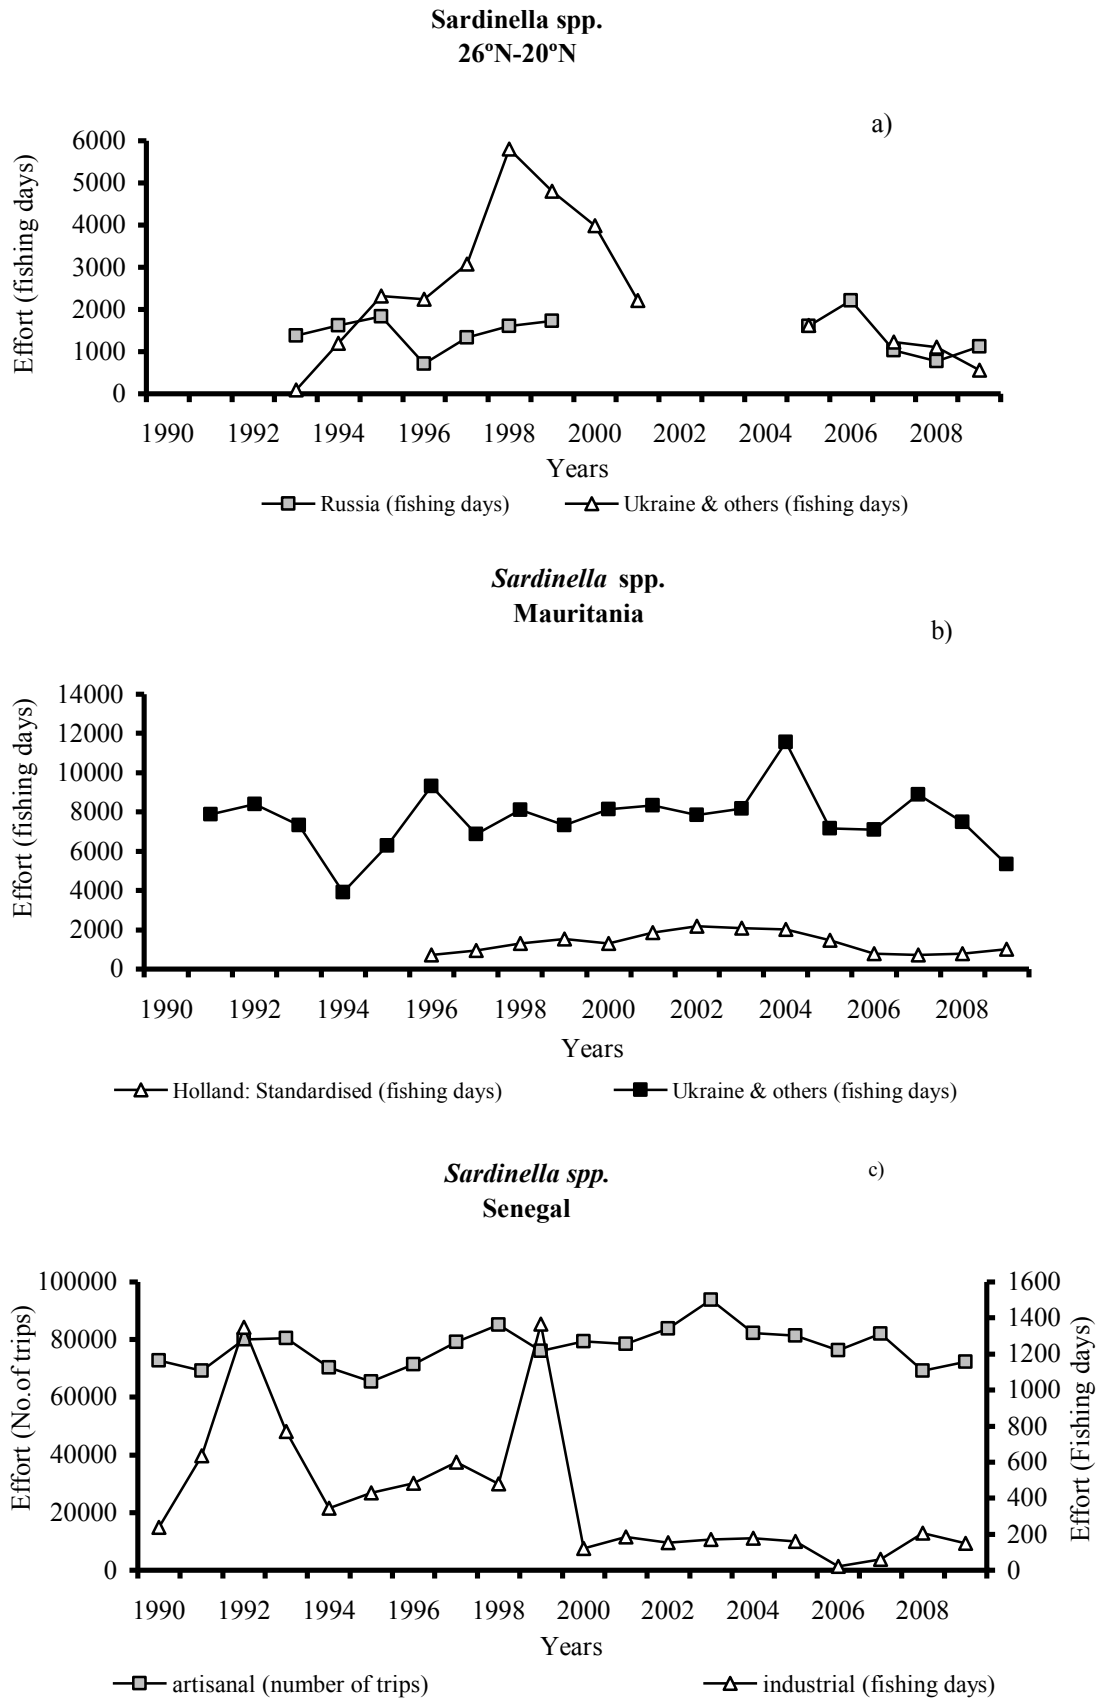 Sardinella spp.
26ºN-20ºN
a)
Effort (fishing days)
6000
5000
4000
3000
2000
1000
0
1990 1992 1994 1996 1998 2000 2002 2004 2006 2008
Years
Russia (fishing days) Ukraine & others (fishing days)
Sardinella spp.
Mauritania
b)
Effort (fishing days)
14000
12000
10000
8000
6000
4000
2000
0
1990 1992 1994 1996 1998 2000 2002 2004 2006 2008
Years
Holland: Standardised (fishing days) Ukraine & others (fishing days)
Sardinella spp.
Senegal
c)
Effort (No.of trips)
100000
80000
60000
40000
20000
0
1600
1400
1200
1000
800
600
400
200
0
Effort (Fishing days)
1990 1992 1994 1996 1998 2000 2002 2004 2006 2008
Years
artisanal (number of trips) industrial (fishing days)